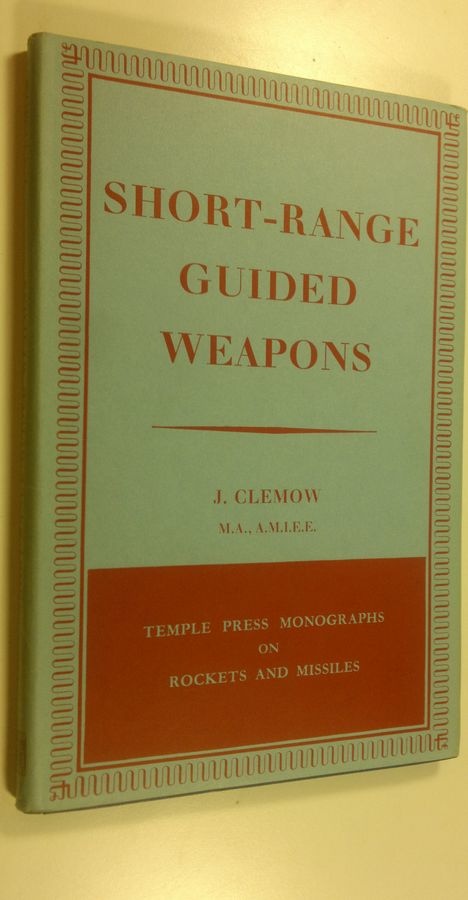 SHORT-RANGE
GUIDED
WEAPONS
J. CLEMOW
M.A., A.M.I.E.E.
TEMPLE PRESS MONOGRAPHS
ON
ROCKETS AND MISSILES